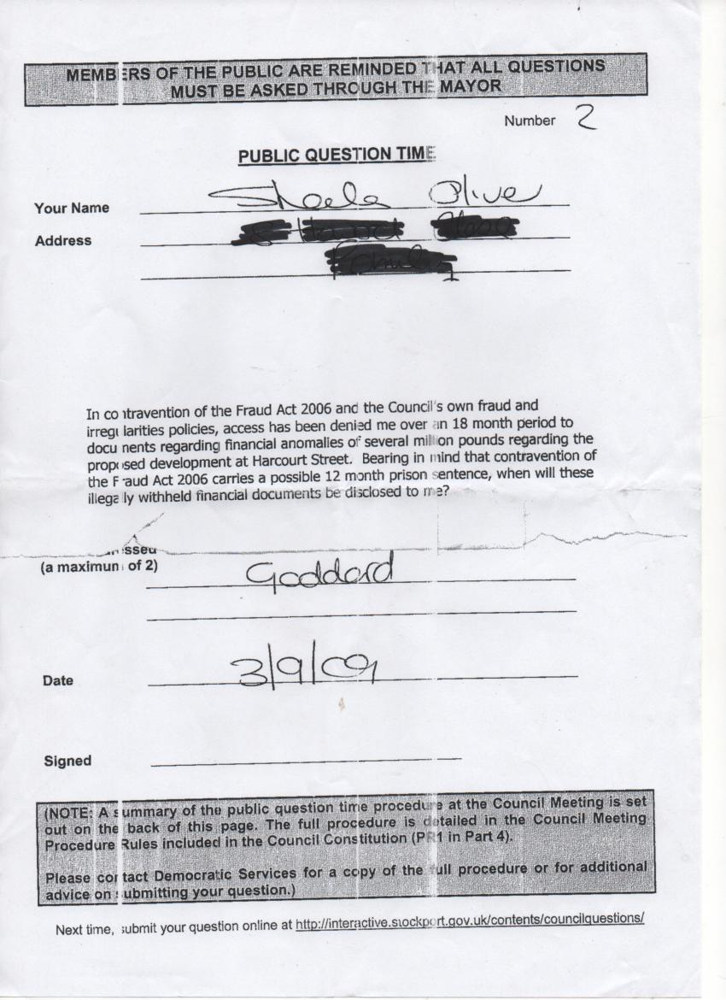 MEMBERS OF THE PUBLIC ARE REMINDED THAT ALL QUESTIONS
MUST BE ASKED THROUGH THE MAYOR
Number 2
PUBLIC QUESTION TIME
Your Name Sheila Oliver
Address
In contravention of the Fraud Act 2006 and the Council's own fraud and
irregularities policies, access has been denied me over an 18 month period to
documents regarding financial anomalies of several million pounds regarding the
proposed development at Harcourt Street. Bearing in mind that contravention of
the Fraud Act 2006 carries a possible 12 month prison sentence, when will these
illegally withheld financial documents be disclosed to me?
(a maximum of 2) Goddard
Date 3/9/09
Signed
(NOTE: A summary of the public question time procedure at the Council Meeting is set
out on the back of this page. The full procedure is detailed in the Council Meeting
Procedure Rules included in the Council Constitution (PR1 in Part 4).
Please contact Democratic Services for a copy of the full procedure or for additional
advice on submitting your question.)
Next time, submit your question online at http://interactive.stockport.gov.uk/contents/councilquestions/